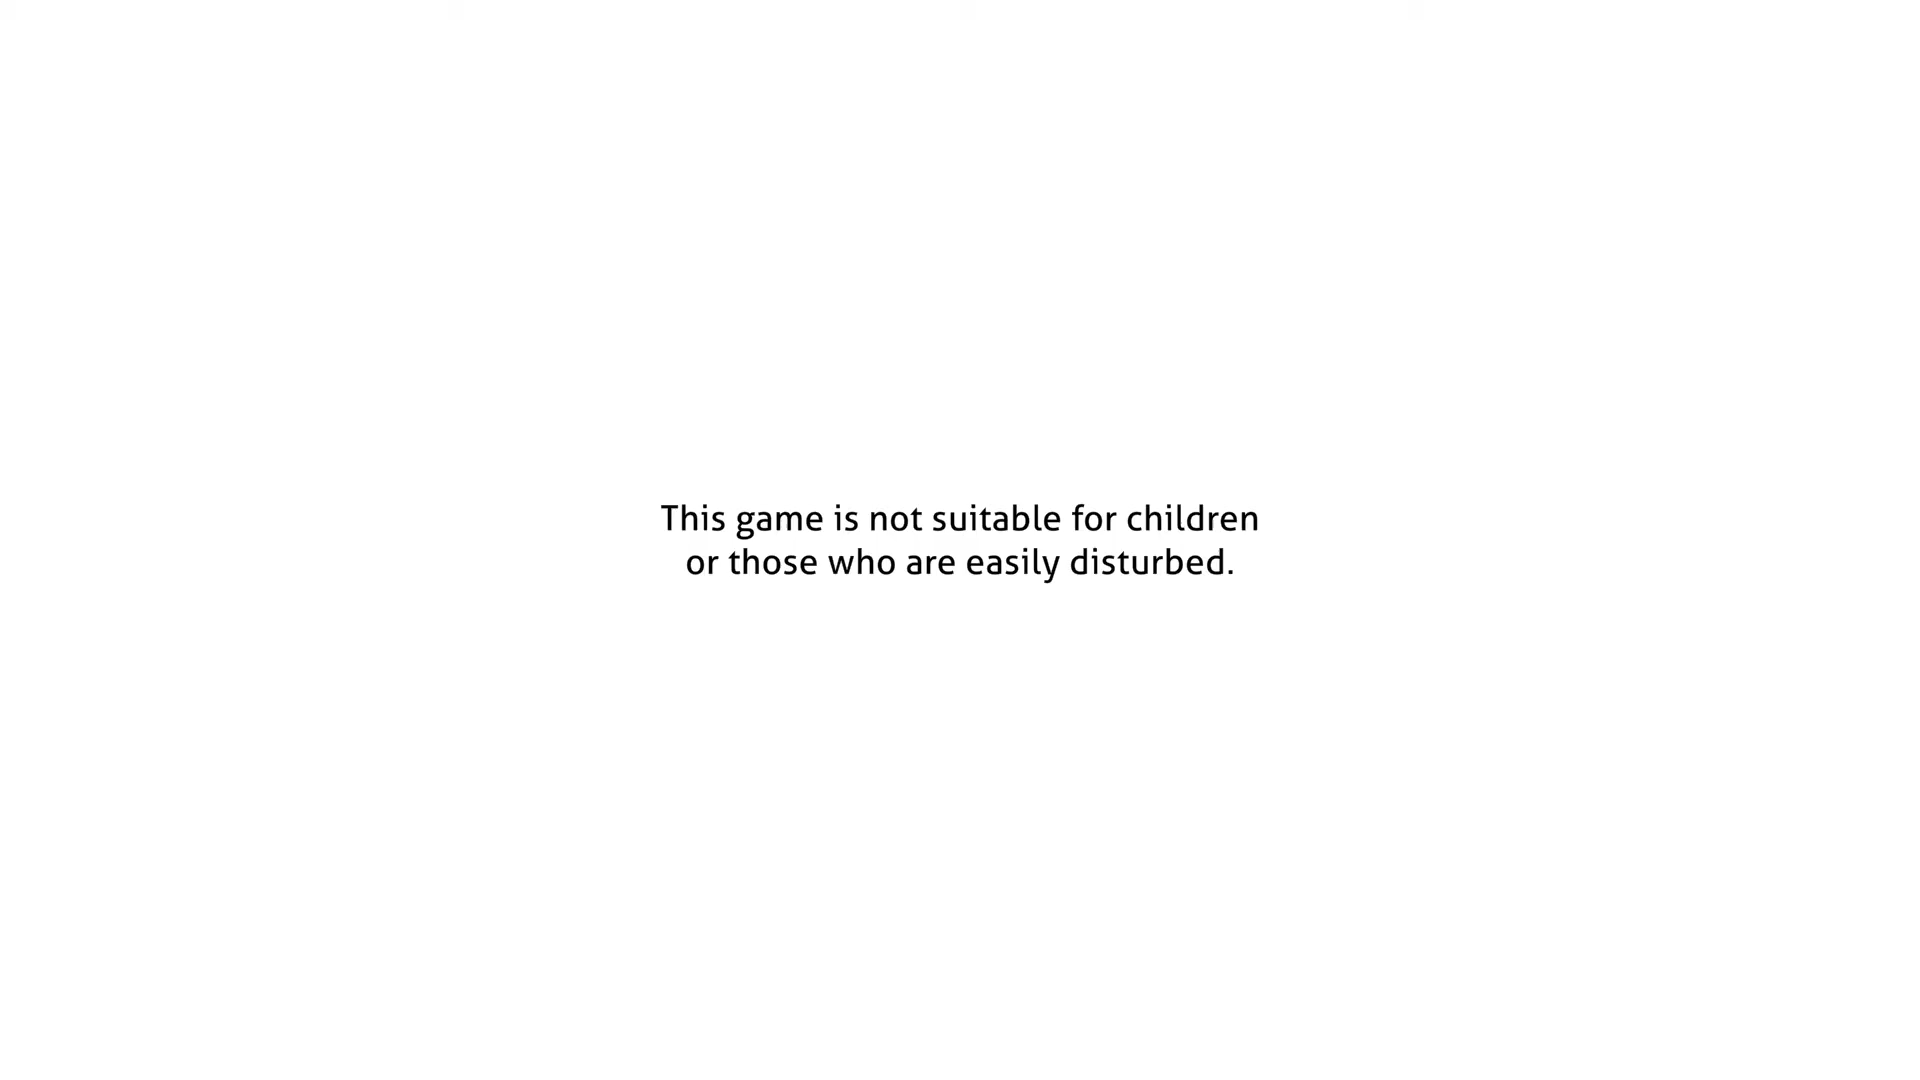 This game is not suitable for children
or those who are easily disturbed.